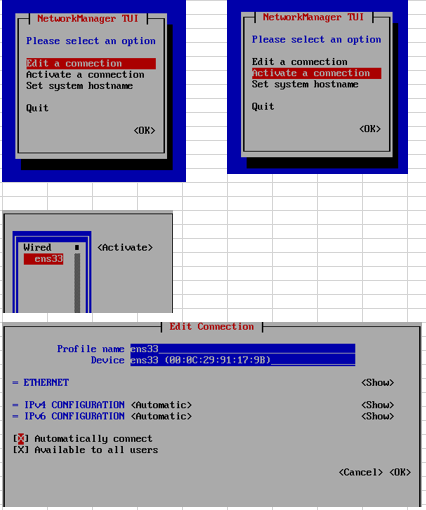 NetworkManager TUI
Please select an option
Edit a connection
Activate a connection
Set system hostname
Quit
<OK>
NetworkManager TUI
Please select an option
Edit a connection
Activate a connection
Set system hostname
Quit
<OK>
Wired <Activate>
ens33
Edit Connection
Profile name ens33
Device ens33 (00:0C:29:91:17:9B)
= ETHERNET <Show>
= IPv4 CONFIGURATION <Automatic> <Show>
= IPv6 CONFIGURATION <Automatic> <Show>
[X] Automatically connect
[X] Available to all users
<Cancel> <OK>